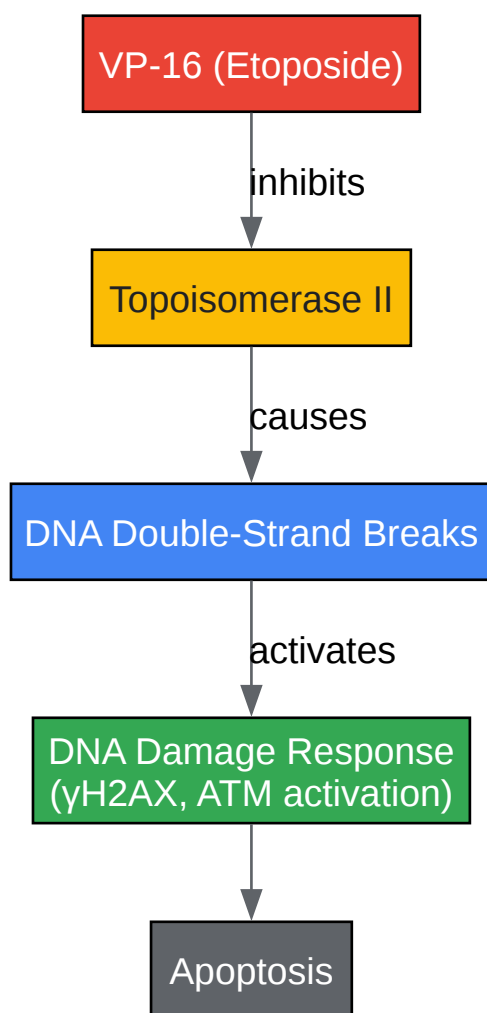 VP-16 (Etoposide)
inhibits
Topoisomerase II
causes
DNA Double-Strand Breaks
activates
DNA Damage Response
(γH2AX, ATM activation)
Apoptosis